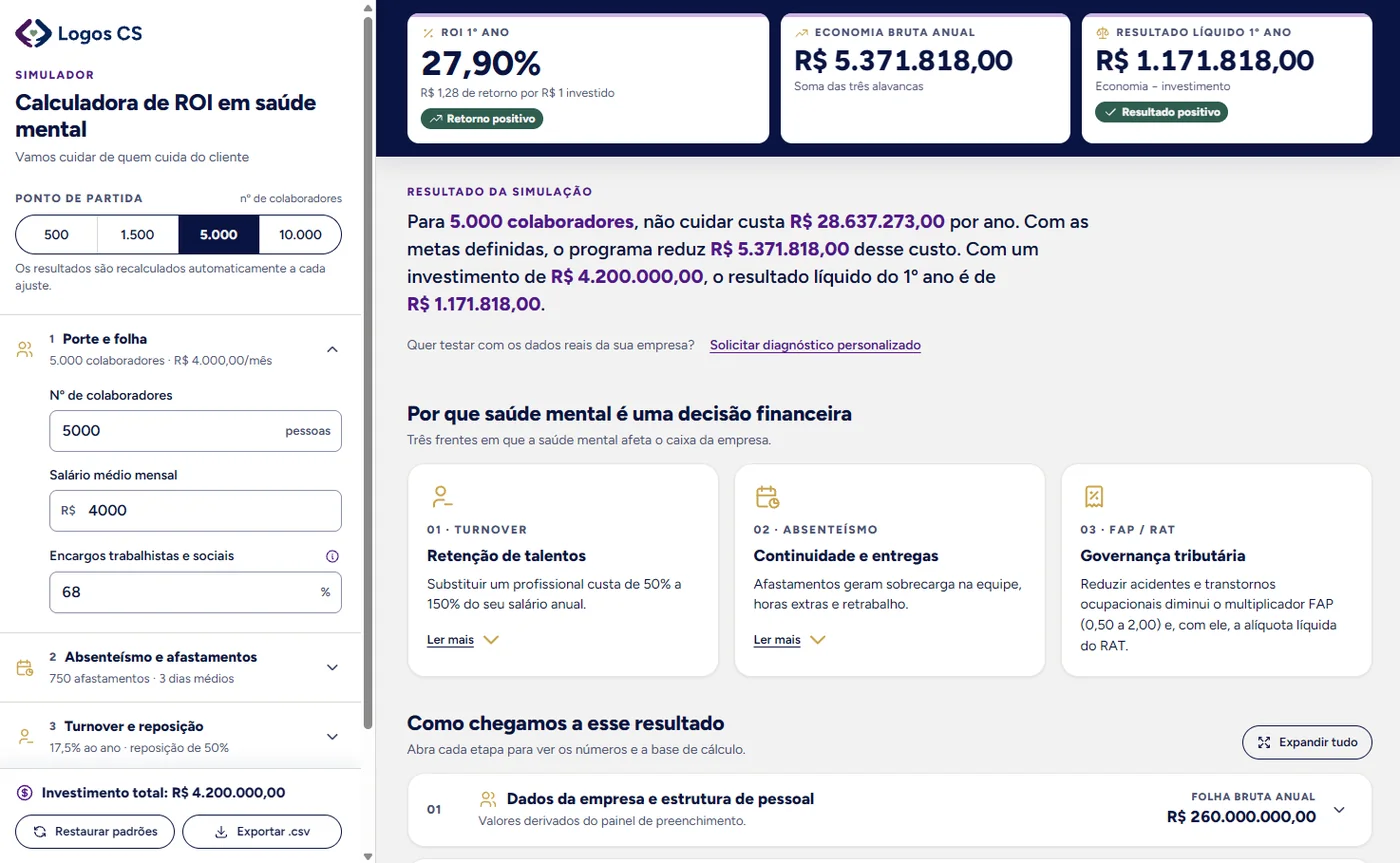 Logos CS
SIMULADOR
Calculadora de ROI em saúde
mental
Vamos cuidar de quem cuida do cliente
PONTO DE PARTIDA
nº de colaboradores
500
1.500
5.000
10.000
Os resultados são recalculados automaticamente a cada
ajuste.
1 Porte e folha
5.000 colaboradores · R$ 4.000,00/mês
Nº de colaboradores
5000 pessoas
Salário médio mensal
R$ 4000
Encargos trabalhistas e sociais
68 %
2 Absenteísmo e afastamentos
750 afastamentos · 3 dias médios
3 Turnover e reposição
17,5% ao ano · reposição de 50%
Investimento total: R$ 4.200.000,00
Restaurar padrões
Exportar .csv
ROI 1º ANO
27,90%
R$ 1,28 de retorno por R$ 1 investido
Retorno positivo
ECONOMIA BRUTA ANUAL
R$ 5.371.818,00
Soma das três alavancas
RESULTADO LÍQUIDO 1º ANO
R$ 1.171.818,00
Economia − investimento
Resultado positivo
RESULTADO DA SIMULAÇÃO
Para 5.000 colaboradores, não cuidar custa R$ 28.637.273,00 por ano. Com as
metas definidas, o programa reduz R$ 5.371.818,00 desse custo. Com um
investimento de R$ 4.200.000,00, o resultado líquido do 1º ano é de
R$ 1.171.818,00.
Quer testar com os dados reais da sua empresa? Solicitar diagnóstico personalizado
Por que saúde mental é uma decisão financeira
Três frentes em que a saúde mental afeta o caixa da empresa.
01 · TURNOVER
Retenção de talentos
Substituir um profissional custa de 50% a
150% do seu salário anual.
Ler mais
02 · ABSENTEÍSMO
Continuidade e entregas
Afastamentos geram sobrecarga na equipe,
horas extras e retrabalho.
Ler mais
03 · FAP / RAT
Governança tributária
Reduzir acidentes e transtornos
ocupacionais diminui o multiplicador FAP
(0,50 a 2,00) e, com ele, a alíquota líquida
do RAT.
Como chegamos a esse resultado
Abra cada etapa para ver os números e a base de cálculo.
Expandir tudo
01
Dados da empresa e estrutura de pessoal
Valores derivados do painel de preenchimento.
FOLHA BRUTA ANUAL
R$ 260.000.000,00